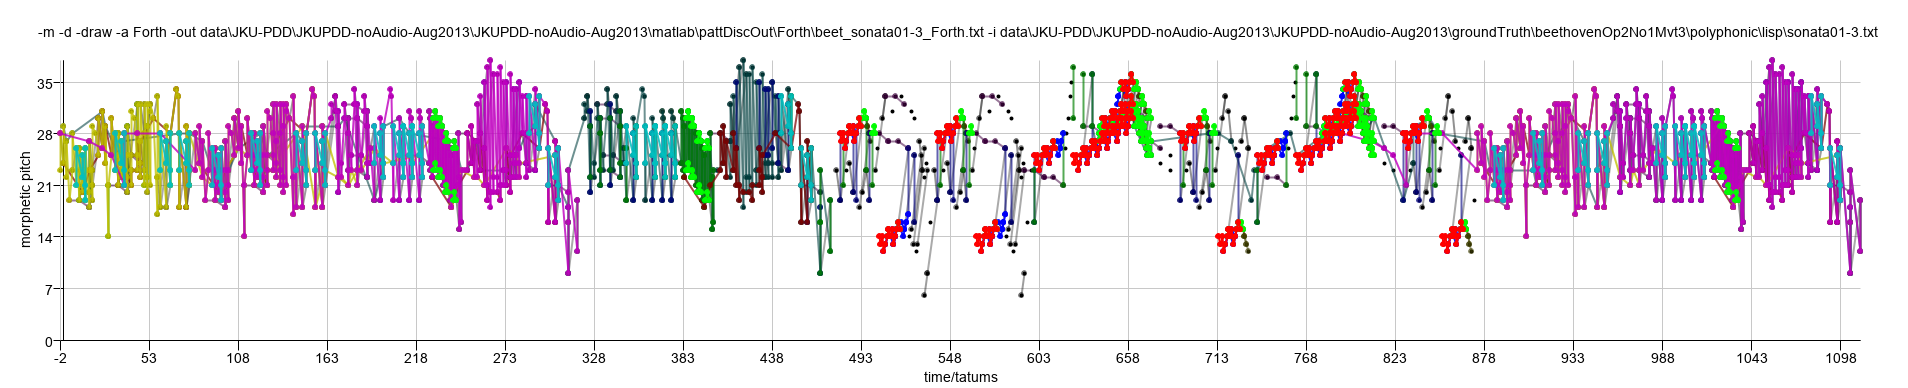 -m -d -draw -a Forth -out data\JKU-PDD\JKUPDD-noAudio-Aug2013\JKUPDD-noAudio-Aug2013\matlab\pattDiscOut\Forth\beet_sonata01-3_Forth.txt -i data\JKU-PDD\JKUPDD-noAudio-Aug2013\JKUPDD-noAudio-Aug2013\groundTruth\beethovenOp2No1Mvt3\polyphonic\lisp\sonata01-3.txt
morphetic pitch
35
28
21
14
7
0
-2 53 108 163 218 273 328 383 438 493 548 603 658 713 768 823 878 933 988 1043 1098
time/tatums